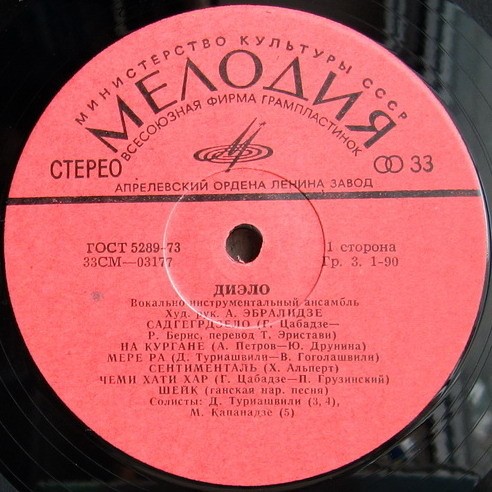 МИНИСТЕРСТВО КУЛЬТУРЫ СССР
МЕЛОДИЯ
ВСЕСОЮЗНАЯ ФИРМА ГРАМПЛАСТИНОК
СТЕРЕО 33
АПРЕЛЕВСКИЙ ОРДЕНА ЛЕНИНА ЗАВОД
ГОСТ 5289-73 1 сторона
33СМ—03177 Гр. 3. 1-90
ДИЭЛО
Вокально-инструментальный ансамбль
Худ. рук. А. ЭБРАЛИДЗЕ
САДГЕГРДЗЕЛО (Г. Цабадзе—
Р. Бернс, перевод Т. Эристави)
НА КУРГАНЕ (А. Петров—Ю. Друнина)
МЕРЕ РА (Д. Туриашвили—В. Гоголашвили)
СЕНТИМЕНТАЛЬ (Х. Альперт)
ЧЕМИ ХАТИ ХАР (Г. Цабадзе—П. Грузинский)
ШЕЙК (ганская нар. песня)
Солисты: Д. Туриашвили (3, 4),
М. Капанадзе (5)